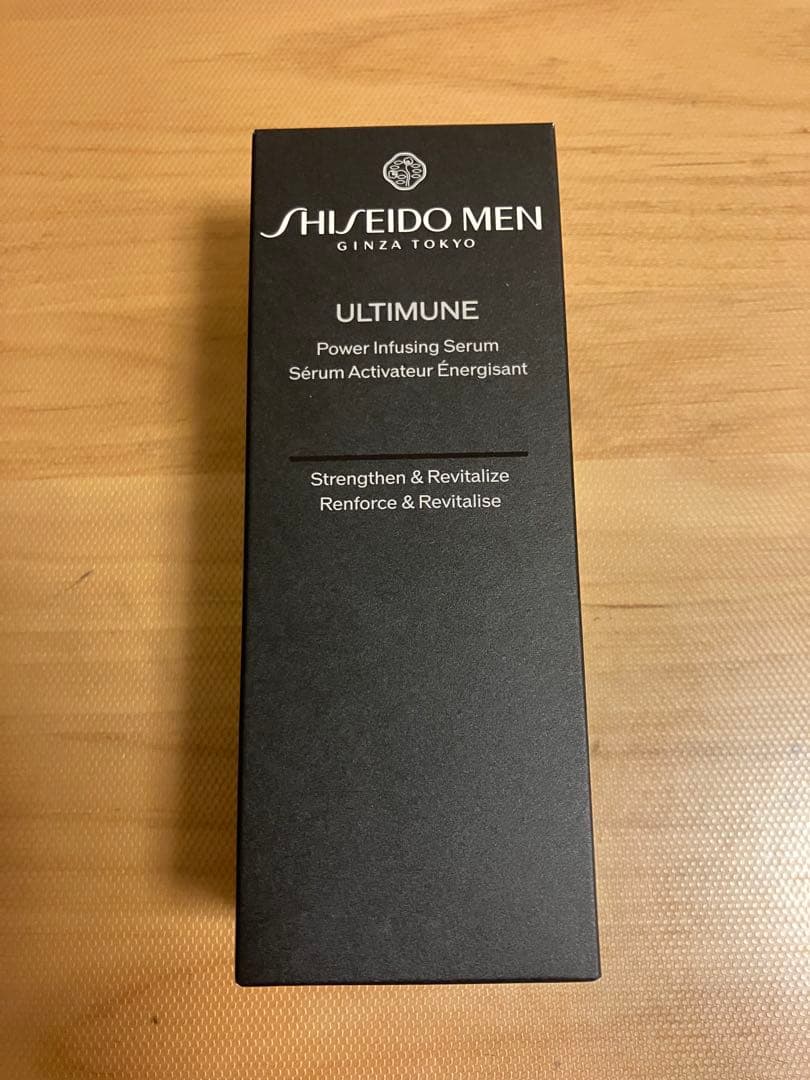 SHISEIDO MEN
GINZA TOKYO
ULTIMUNE
Power Infusing Serum
Sérum Activateur Énergisant
Strengthen & Revitalize
Renforce & Revitalise